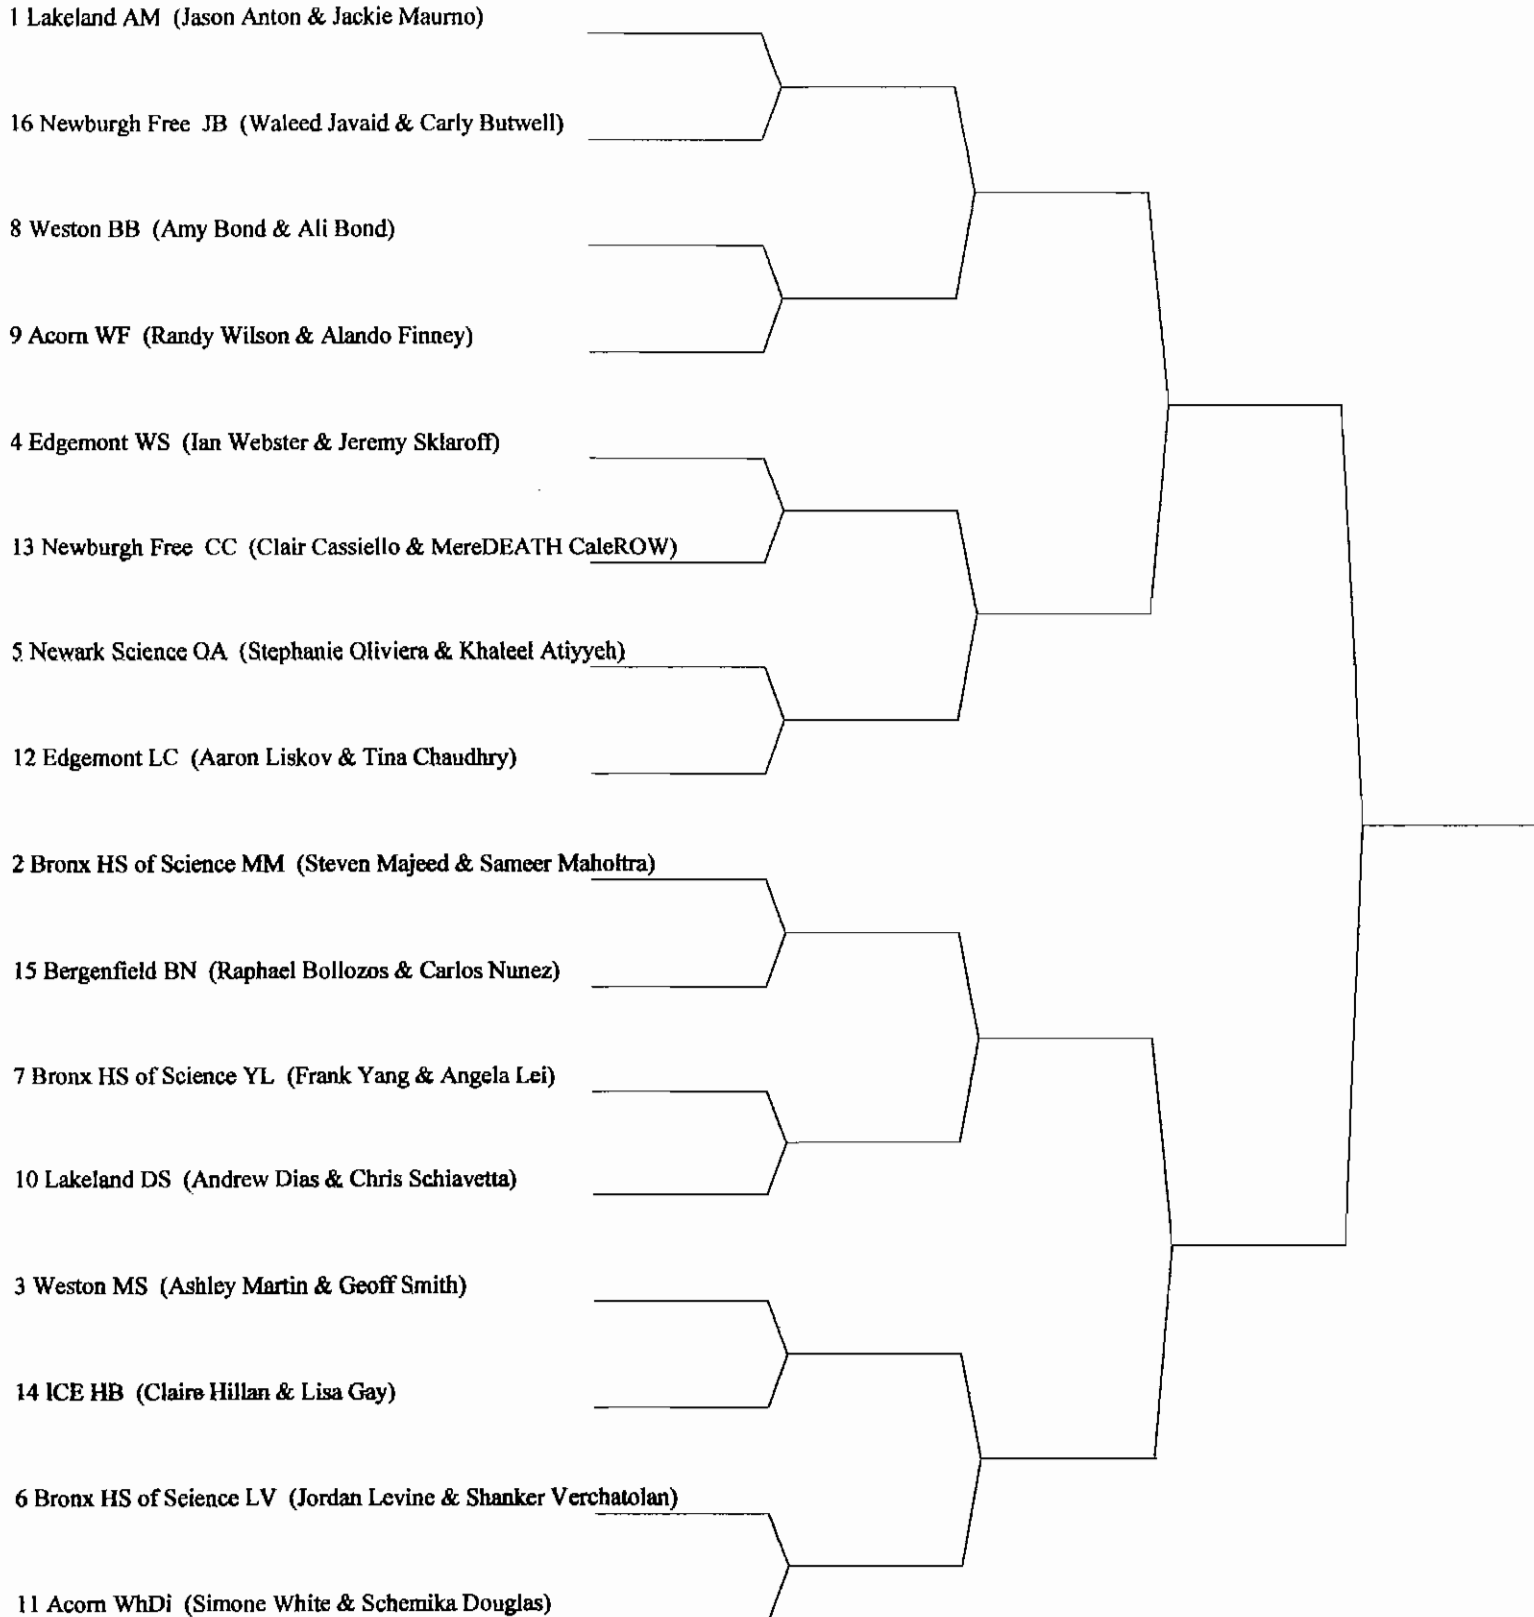 1 Lakeland AM (Jason Anton & Jackie Maurno)
16 Newburgh Free JB (Waleed Javaid & Carly Butwell)
8 Weston BB (Amy Bond & Ali Bond)
9 Acorn WF (Randy Wilson & Alando Finney)
4 Edgemont WS (Ian Webster & Jeremy Sklaroff)
13 Newburgh Free CC (Clair Cassiello & MereDEATH CaleROW)
5 Newark Science OA (Stephanie Oliviera & Khaleel Atiyyeh)
12 Edgemont LC (Aaron Liskov & Tina Chaudhry)
2 Bronx HS of Science MM (Steven Majeed & Sameer Maholtra)
15 Bergenfield BN (Raphael Bollozos & Carlos Nunez)
7 Bronx HS of Science YL (Frank Yang & Angela Lei)
10 Lakeland DS (Andrew Dias & Chris Schiavetta)
3 Weston MS (Ashley Martin & Geoff Smith)
14 ICE HB (Claire Hillan & Lisa Gay)
6 Bronx HS of Science LV (Jordan Levine & Shanker Verchatolan)
11 Acorn WhDi (Simone White & Schemika Douglas)